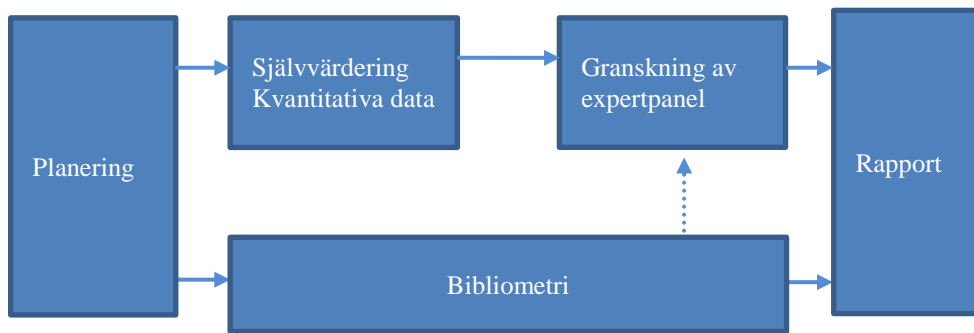 Planering
Självvärdering
Kvantitativa data
Granskning av
expertpanel
Bibliometri
Rapport